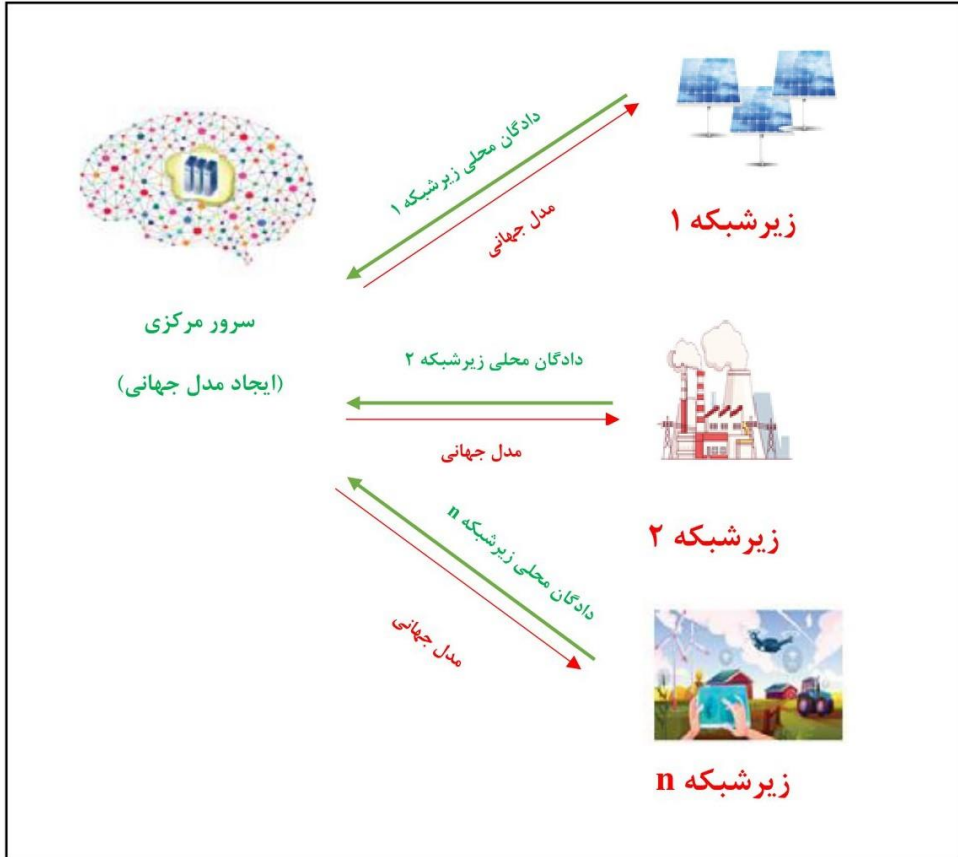 دادگان محلی زیرشبکه ۱
مدل جهانی
زیرشبکه ۱
سرور مرکزی
(ایجاد مدل جهانی)
دادگان محلی زیرشبکه ۲
مدل جهانی
زیرشبکه ۲
دادگان محلی زیرشبکه n
مدل جهانی
زیرشبکه n